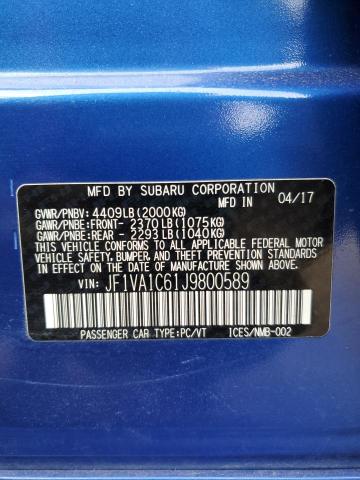 MFD BY SUBARU CORPORATION
MFD IN 04/17
GVWR/PNBV: 4409LB(2000KG)
GAWR/PNBE: FRONT- 2370LB(1075KG)
GAWR/PNBE: REAR - 2293LB(1040KG)
THIS VEHICLE CONFORMS TO ALL APPLICABLE FEDERAL MOTOR
VEHICLE SAFETY, BUMPER, AND THEFT PREVENTION STANDARDS
IN EFFECT ON THE DATE OF MANUFACTURE SHOWN ABOVE.
VIN: JF1VA1C61J9800589
PASSENGER CAR TYPE:PC/VT ICES/NMB-002